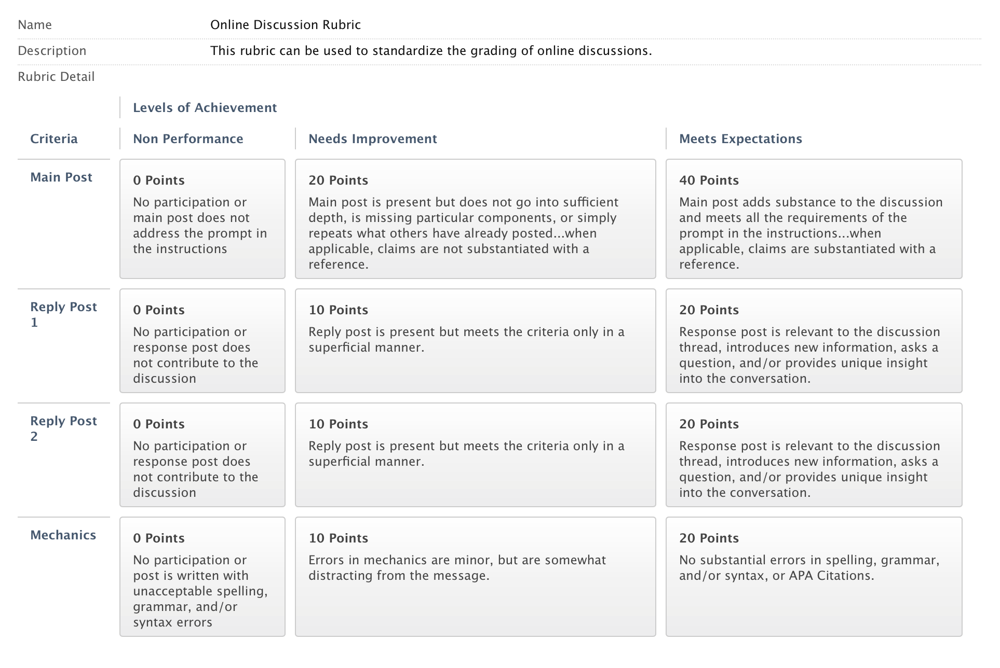 Name Online Discussion Rubric
Description This rubric can be used to standardize the grading of online discussions.
Rubric Detail
Levels of Achievement
Criteria Non Performance Needs Improvement Meets Expectations
Main Post
0 Points
No participation or
main post does not
address the prompt in
the instructions
20 Points
Main post is present but does not go into sufficient
depth, is missing particular components, or simply
repeats what others have already posted...when
applicable, claims are not substantiated with a
reference.
40 Points
Main post adds substance to the discussion
and meets all the requirements of the
prompt in the instructions...when
applicable, claims are substantiated with a
reference.
Reply Post
1
0 Points
No participation or
response post does
not contribute to the
discussion
10 Points
Reply post is present but meets the criteria only in a
superficial manner.
20 Points
Response post is relevant to the discussion
thread, introduces new information, asks a
question, and/or provides unique insight
into the conversation.
Reply Post
2
0 Points
No participation or
response post does
not contribute to the
discussion
10 Points
Reply post is present but meets the criteria only in a
superficial manner.
20 Points
Response post is relevant to the discussion
thread, introduces new information, asks a
question, and/or provides unique insight
into the conversation.
Mechanics
0 Points
No participation or
post is written with
unacceptable spelling,
grammar, and/or
syntax errors
10 Points
Errors in mechanics are minor, but are somewhat
distracting from the message.
20 Points
No substantial errors in spelling, grammar,
and/or syntax, or APA Citations.